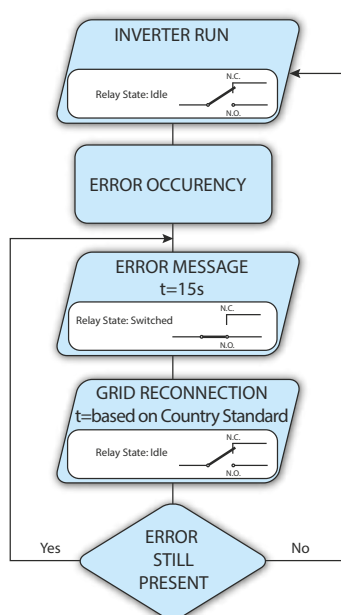 INVERTER RUN
N.C.
Relay State: Idle
N.O.
ERROR OCCURENCY
ERROR MESSAGE
t=15s
N.C.
Relay State: Switched
N.O.
GRID RECONNECTION
t=based on Country Standard
N.C.
Relay State: Idle
N.O.
Yes
ERROR
STILL
PRESENT
No